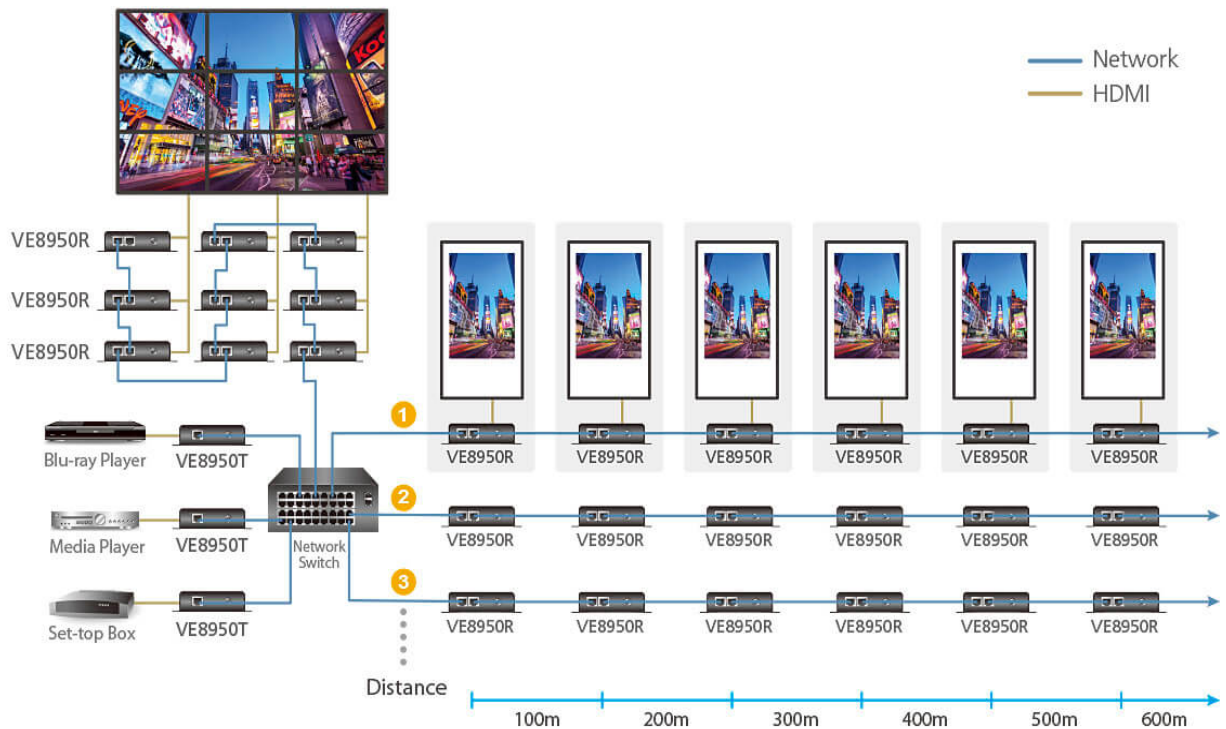 Network
HDMI
VE8950R
VE8950R
VE8950R
Blu-ray Player
VE8950T
Media Player
VE8950T
Set-top Box
VE8950T
Network
Switch
1
VE8950R VE8950R VE8950R VE8950R VE8950R VE8950R
2
VE8950R VE8950R VE8950R VE8950R VE8950R VE8950R
3
VE8950R VE8950R VE8950R VE8950R VE8950R VE8950R
Distance
100m 200m 300m 400m 500m 600m